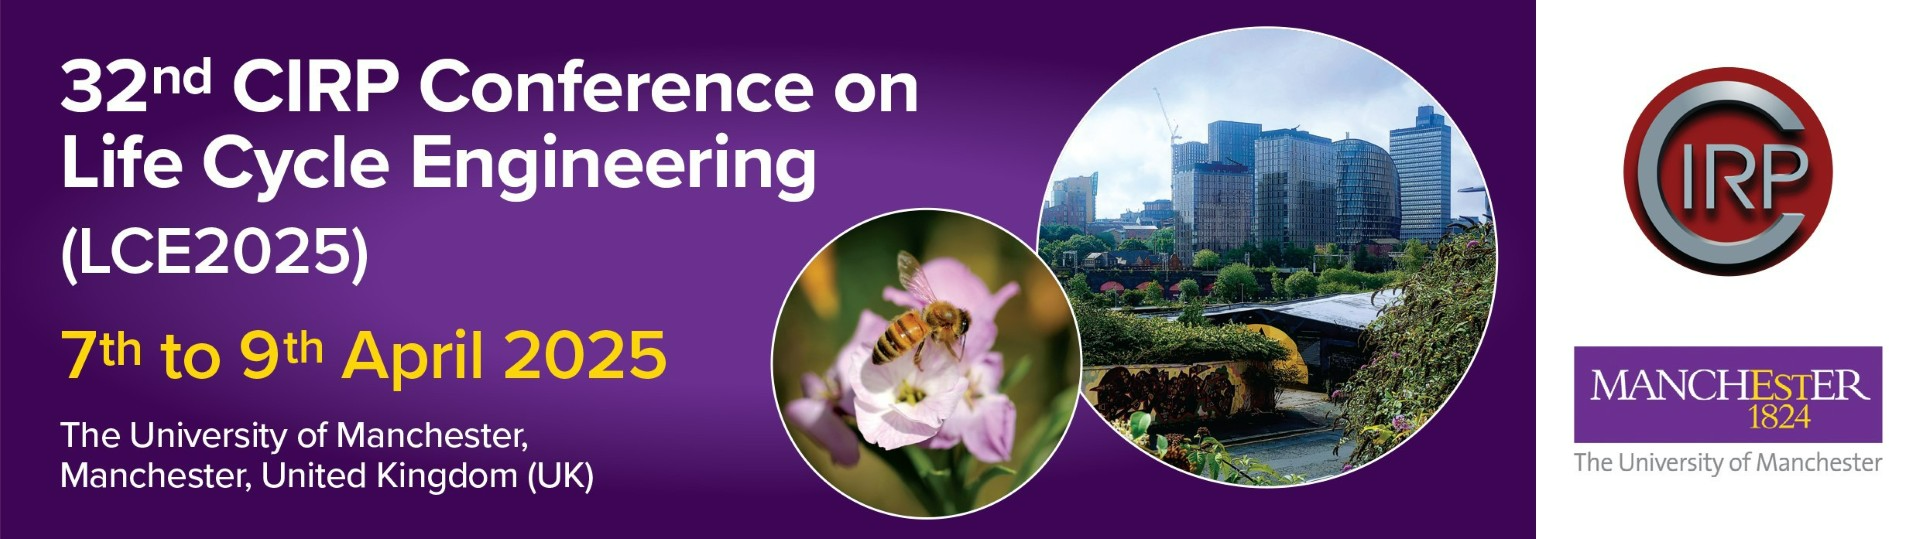 32nd CIRP Conference on
Life Cycle Engineering
(LCE2025)
7th to 9th April 2025
The University of Manchester,
Manchester, United Kingdom (UK)
CIRP
MANCHEstER
1824
The University of Manchester